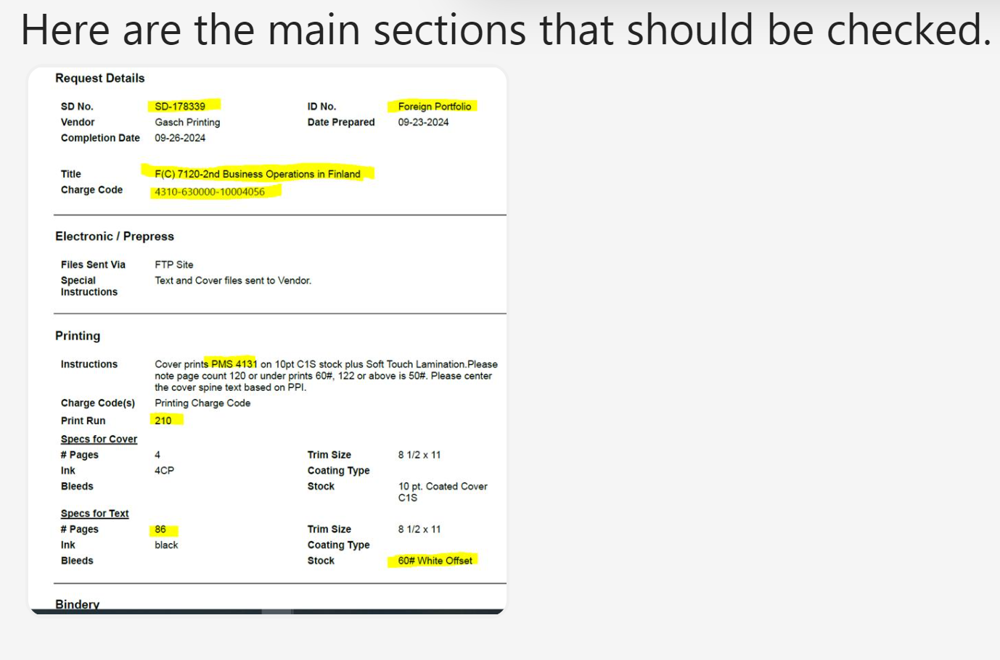 Here are the main sections that should be checked.
Request Details
SD No. SD-178339 ID No. Foreign Portfolio
Vendor Gasch Printing Date Prepared 09-23-2024
Completion Date 09-26-2024
Title F(C) 7120-2nd Business Operations in Finland
Charge Code 4310-630000-10004056
Electronic / Prepress
Files Sent Via FTP Site
Special Text and Cover files sent to Vendor.
Instructions
Printing
Instructions Cover prints PMS 4131 on 10pt C1S stock plus Soft Touch Lamination.Please
note page count 120 or under prints 60#, 122 or above is 50#. Please center
the cover spine text based on PPI.
Charge Code(s) Printing Charge Code
Print Run 210
Specs for Cover
# Pages 4 Trim Size 8 1/2 x 11
Ink 4CP Coating Type
Bleeds Stock 10 pt. Coated Cover
C1S
Specs for Text
# Pages 86 Trim Size 8 1/2 x 11
Ink black Coating Type
Bleeds Stock 60# White Offset
Bindery